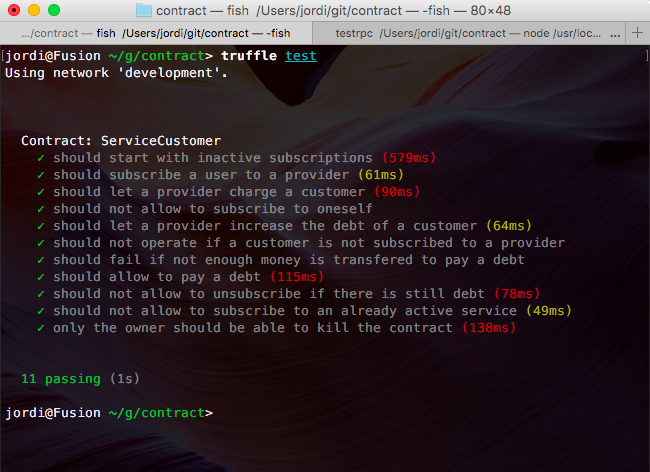 contract — fish /Users/jordi/git/contract — -fish — 80×48
.../contract — fish /Users/jordi/git/contract — -fish
testrpc /Users/jordi/git/contract — node /usr/loc... ... +
[jordi@Fusion ~/g/contract> truffle test ]
Using network 'development'.
Contract: ServiceCustomer
✓ should start with inactive subscriptions (579ms)
✓ should subscribe a user to a provider (61ms)
✓ should let a provider charge a customer (90ms)
✓ should not allow to subscribe to oneself
✓ should let a provider increase the debt of a customer (64ms)
✓ should not operate if a customer is not subscribed to a provider
✓ should fail if not enough money is transfered to pay a debt
✓ should allow to pay a debt (115ms)
✓ should not allow to unsubscribe if there is still debt (78ms)
✓ should not allow to subscribe to an already active service (49ms)
✓ only the owner should be able to kill the contract (138ms)
11 passing (1s)
jordi@Fusion ~/g/contract>